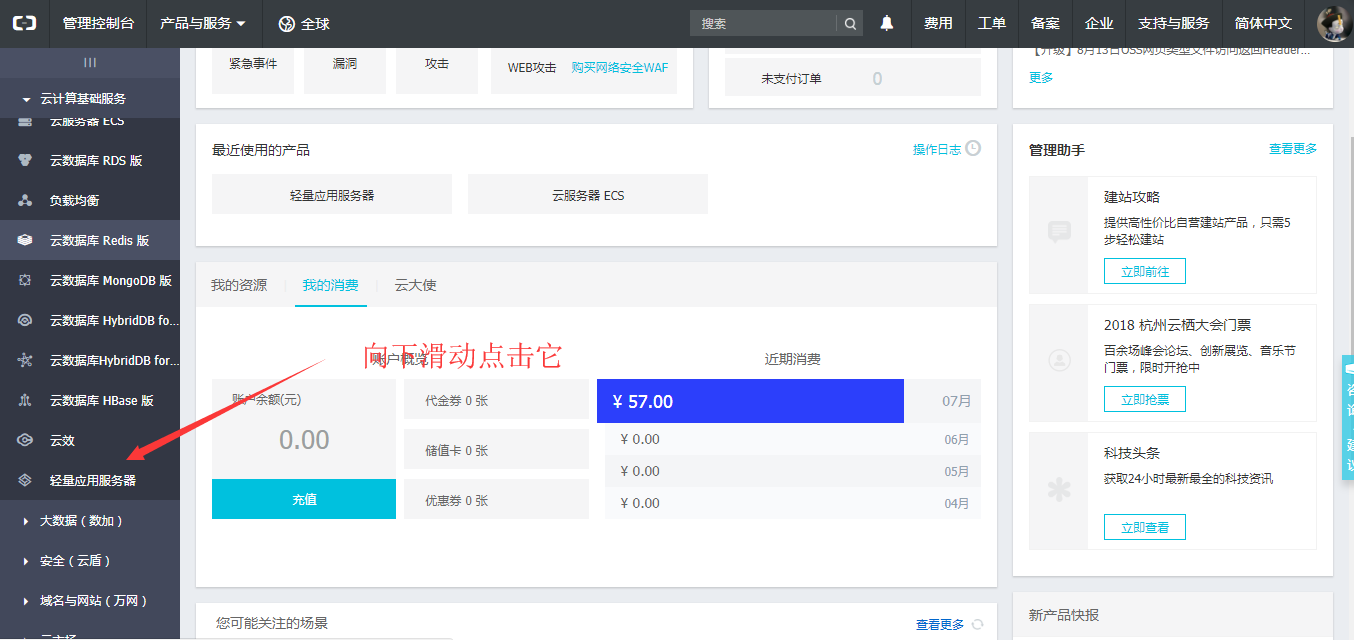 管理控制台 产品与服务 全球 搜索 费用 工单 备案 企业 支持与服务 简体中文
云计算基础服务
云服务器 ECS
云数据库 RDS 版
负载均衡
云数据库 Redis 版
云数据库 MongoDB 版
云数据库 HybridDB fo...
云数据库HybridDB for...
云数据库 HBase 版
云效
轻量应用服务器
大数据（数加）
安全（云盾）
域名与网站（万网）
紧急事件 漏洞 攻击 WEB攻击 购买网络安全WAF
未支付订单 0
【升级】8月13日OSS网页类型文件访问返回Header...
更多
最近使用的产品 操作日志
轻量应用服务器 云服务器 ECS
我的资源 我的消费 云大使
向下滑动点击它
账户概览 近期消费
账户余额(元)
0.00
充值
代金券 0 张
储值卡 0 张
优惠券 0 张
¥ 57.00 07月
¥ 0.00 06月
¥ 0.00 05月
¥ 0.00 04月
您可能关注的场景 查看更多
管理助手 查看更多
建站攻略
提供高性价比自营建站产品，只需5
步轻松建站
立即前往
2018 杭州云栖大会门票
百余场峰会论坛、创新展览、音乐节
门票，限时开抢中
立即抢票
科技头条
获取24小时最新最全的科技资讯
立即查看
新产品快报